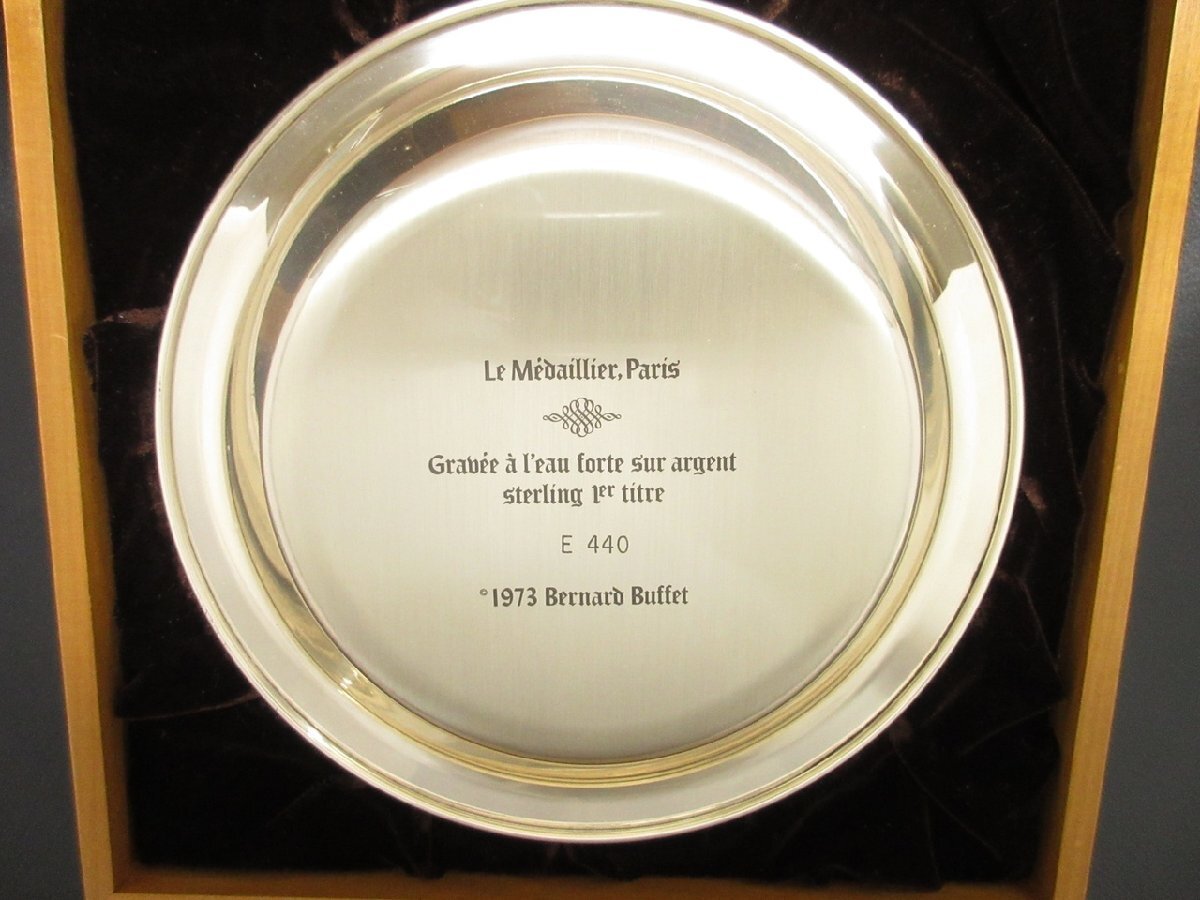 Le Médaillier, Paris
Gravée à l'eau forte sur argent
sterling 1er titre
E 440
©1973 Bernard Buffet